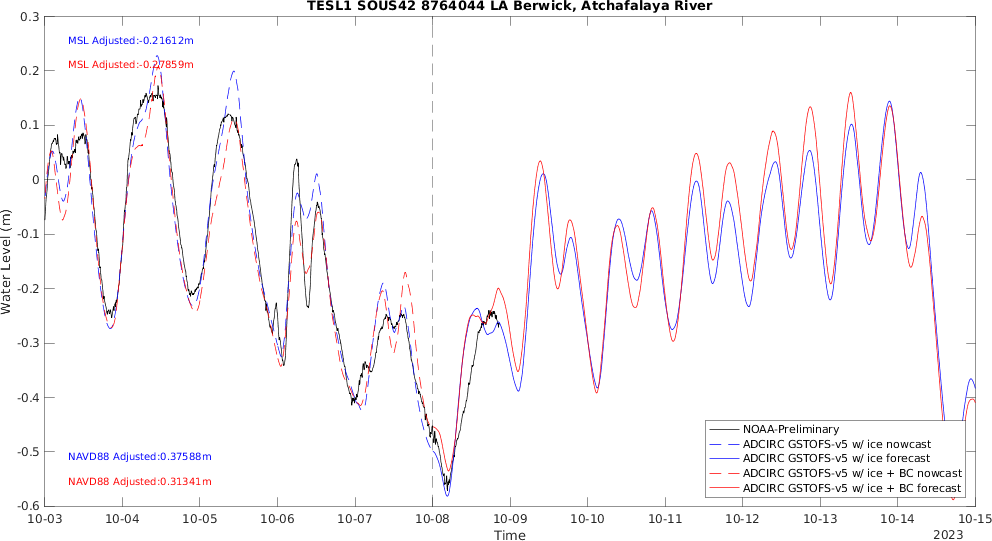 TESL1 SOUS42 8764044 LA Berwick, Atchafalaya River
0.3
0.2
0.1
0
-0.1
-0.2
-0.3
-0.4
-0.5
-0.6
Water Level (m)
MSL Adjusted:-0.21612m
MSL Adjusted:-0.27859m
NAVD88 Adjusted:0.37588m
NAVD88 Adjusted:0.31341m
NOAA-Preliminary
ADCIRC GSTOFS-v5 w/ ice nowcast
ADCIRC GSTOFS-v5 w/ ice forecast
ADCIRC GSTOFS-v5 w/ ice + BC nowcast
ADCIRC GSTOFS-v5 w/ ice + BC forecast
10-03 10-04 10-05 10-06 10-07 10-08 10-09 10-10 10-11 10-12 10-13 10-14 10-15
Time
2023